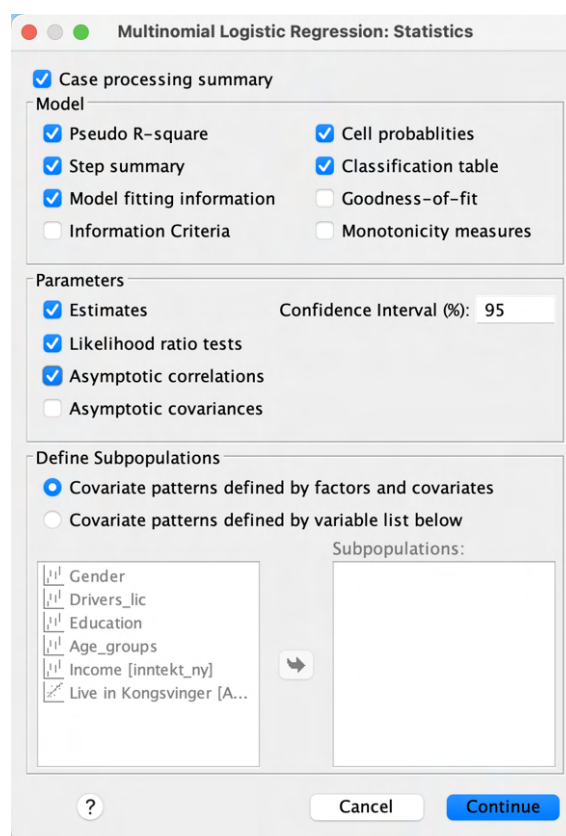 Multinomial Logistic Regression: Statistics
Case processing summary
Model
Pseudo R-square
Cell probablities
Step summary
Classification table
Model fitting information
Goodness-of-fit
Information Criteria
Monotonicity measures
Parameters
Estimates
Confidence Interval (%): 95
Likelihood ratio tests
Asymptotic correlations
Asymptotic covariances
Define Subpopulations
Covariate patterns defined by factors and covariates
Covariate patterns defined by variable list below
Subpopulations:
Gender
Drivers_lic
Education
Age_groups
Income [inntekt_ny]
Live in Kongsvinger [A...
?
Cancel
Continue